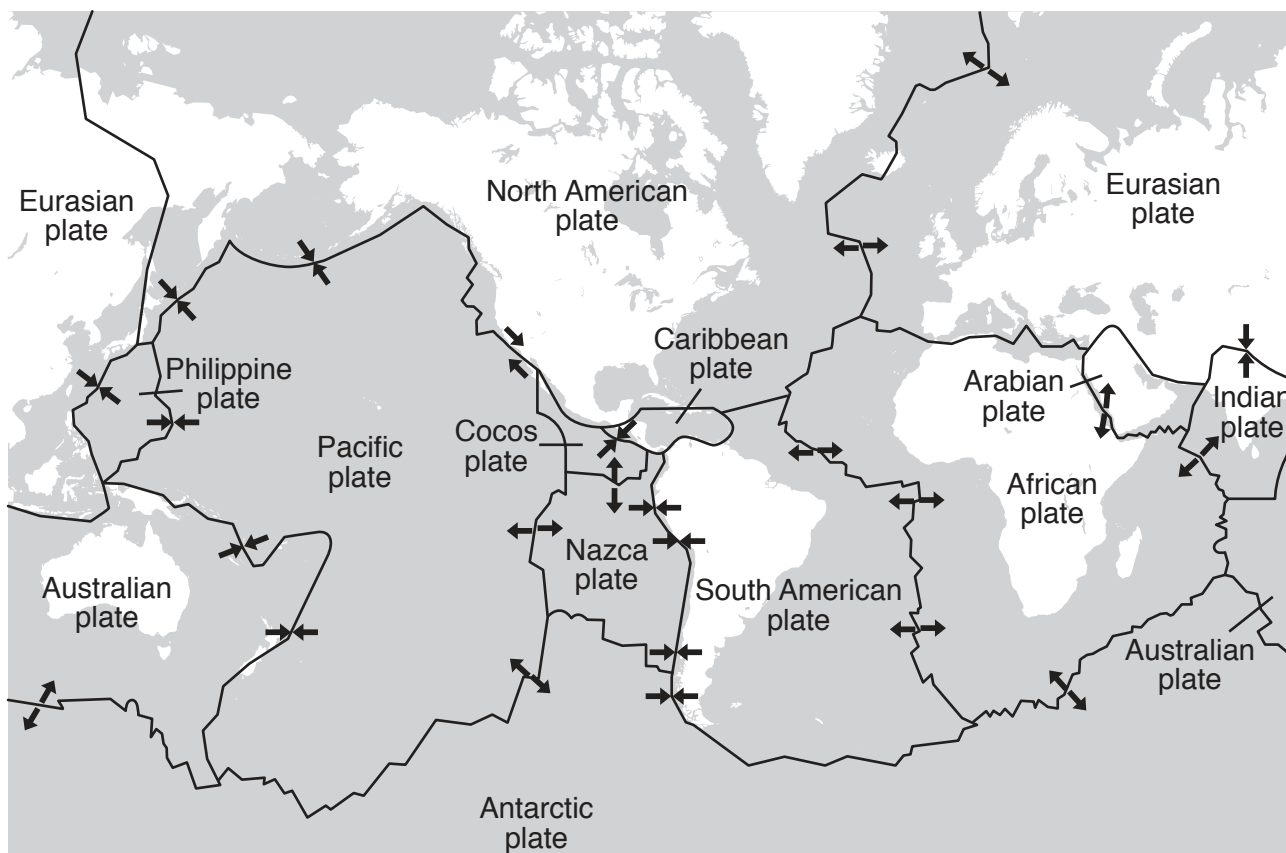 North American
plate
Eurasian
plate
Eurasian
plate
Caribbean
plate
Philippine
plate
Arabian
plate
Indian
plate
Pacific
plate
Cocos
plate
African
plate
Nazca
plate
Australian
plate
South American
plate
Australian
plate
Antarctic
plate